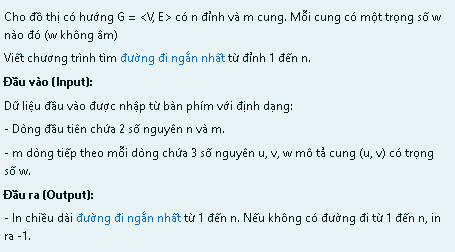 Cho đồ thị có hướng G = <V, E> có n đỉnh và m cung. Mỗi cung có một trọng số w
nào đó (w không âm)
Viết chương trình tìm đường đi ngắn nhất từ đỉnh 1 đến n.
Đầu vào (Input):
Dữ liệu đầu vào được nhập từ bàn phím với định dạng:
- Dòng đầu tiên chứa 2 số nguyên n và m.
- m dòng tiếp theo mỗi dòng chứa 3 số nguyên u, v, w mô tả cung (u, v) có trọng
số w.
Đầu ra (Output):
- In chiều dài đường đi ngắn nhất từ 1 đến n. Nếu không có đường đi từ 1 đến n, in
ra -1.